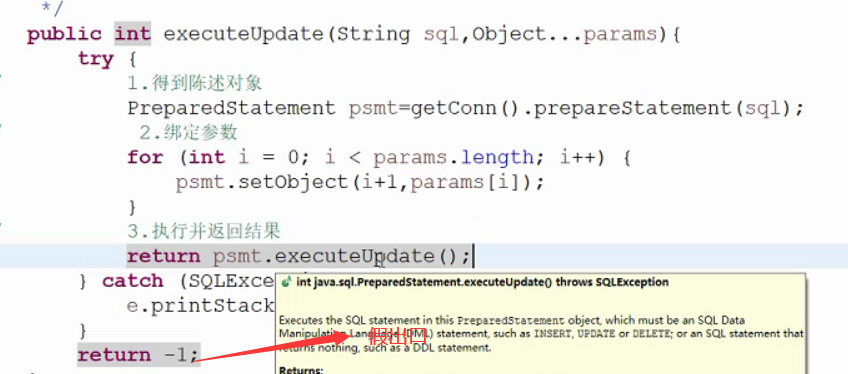 */
public int executeUpdate(String sql,Object...params){
try {
1.得到陈述对象
PreparedStatement psmt=getConn().prepareStatement(sql);
2.绑定参数
for (int i = 0; i < params.length; i++) {
psmt.setObject(i+1,params[i]);
}
3.执行并返回结果
return psmt.executeUpdate();
} catch (SQLExce
int java.sql.PreparedStatement.executeUpdate() throws SQLException
e.printStack
Executes the SQL statement in this PreparedStatement object, which must be an SQL Data
}
Manipulation Language (DML) statement, such as INSERT, UPDATE or DELETE; or an SQL statement that
假出口
return -1;
returns nothing, such as a DDL statement.
Returns: